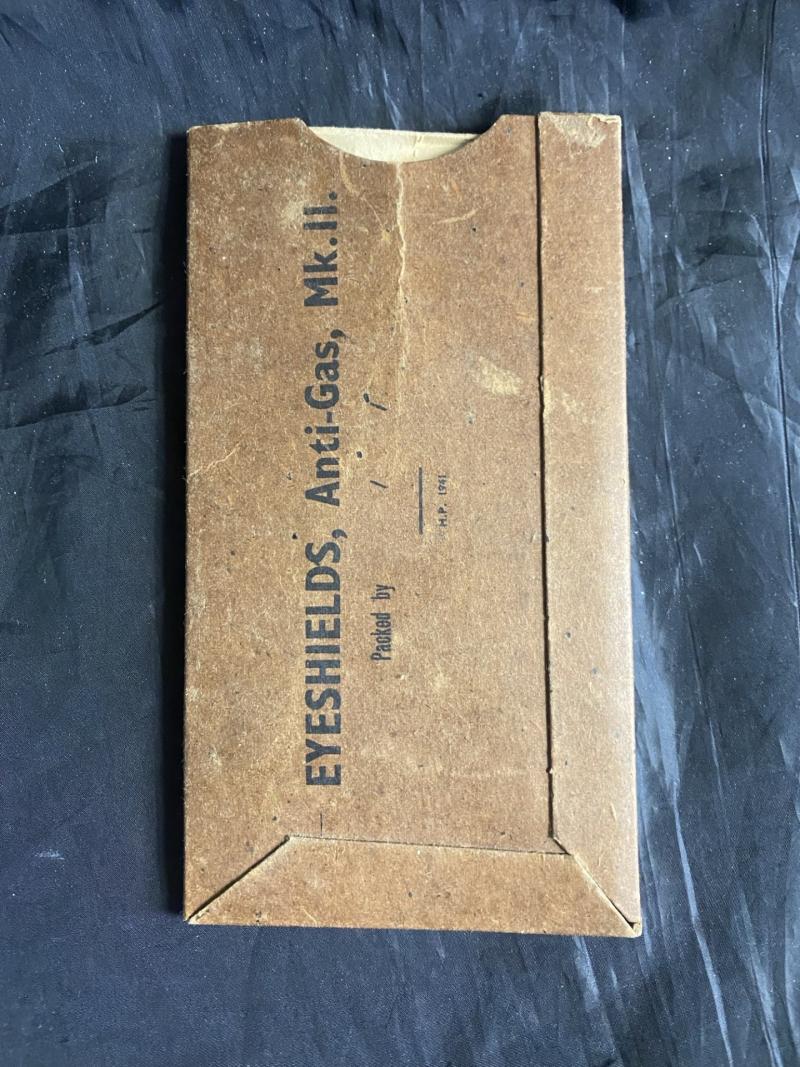 EYESHIELDS, Anti-Gas, Mk.II.
Packed by
H.P. 1941